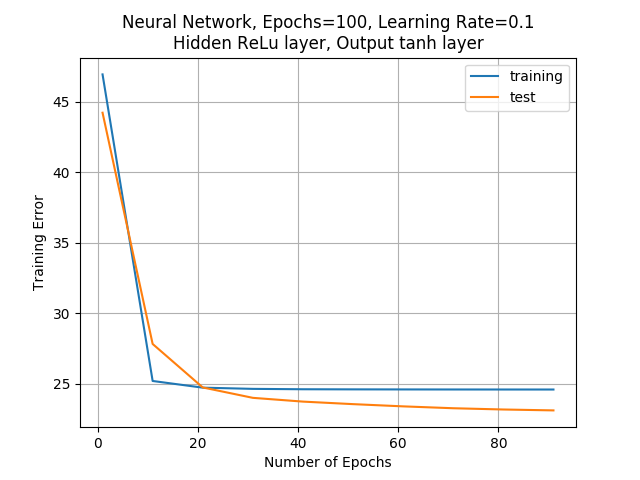 Neural Network, Epochs=100, Learning Rate=0.1
Hidden ReLu layer, Output tanh layer
training
test
45
40
35
30
25
Training Error
0 20 40 60 80
Number of Epochs